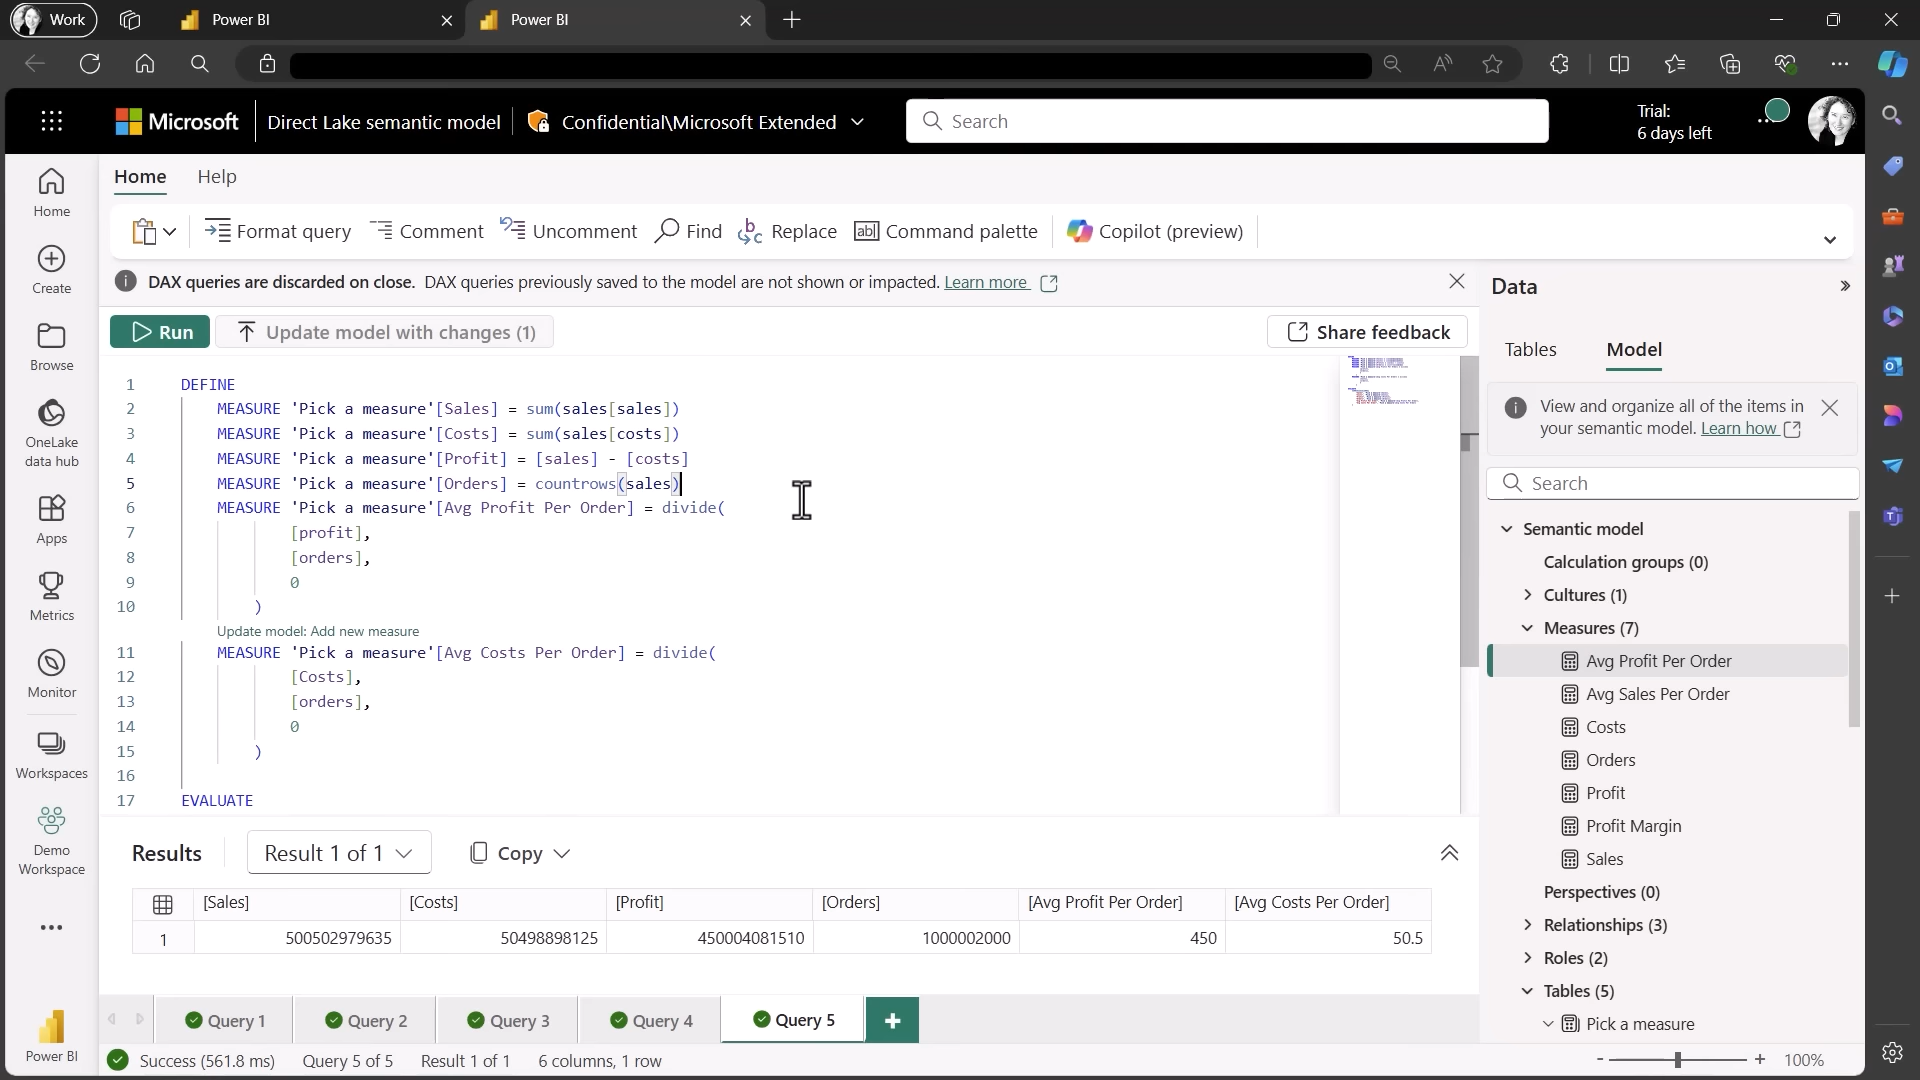 Work
Power BI
Power BI
Microsoft
Direct Lake semantic model
Confidential\Microsoft Extended
Search
Trial:
6 days left
Home
Help
Format query
Comment
Uncomment
Find
Replace
Command palette
Copilot (preview)
DAX queries are discarded on close. DAX queries previously saved to the model are not shown or impacted. Learn more
Run
Update model with changes (1)
Share feedback
1 DEFINE
2 MEASURE 'Pick a measure'[Sales] = sum(sales[sales])
3 MEASURE 'Pick a measure'[Costs] = sum(sales[costs])
4 MEASURE 'Pick a measure'[Profit] = [sales] - [costs]
5 MEASURE 'Pick a measure'[Orders] = countrows(sales)
6 MEASURE 'Pick a measure'[Avg Profit Per Order] = divide(
7 [profit],
8 [orders],
9 0
10 )
Update model: Add new measure
11 MEASURE 'Pick a measure'[Avg Costs Per Order] = divide(
12 [Costs],
13 [orders],
14 0
15 )
16
17 EVALUATE
Results
Result 1 of 1
Copy
[Sales] [Costs] [Profit] [Orders] [Avg Profit Per Order] [Avg Costs Per Order]
1 500502979635 50498898125 450004081510 1000002000 450 50.5
Query 1
Query 2
Query 3
Query 4
Query 5
Success (561.8 ms) Query 5 of 5 Result 1 of 1 6 columns, 1 row
100%
Home
Create
Browse
OneLake
data hub
Apps
Metrics
Monitor
Workspaces
Demo
Workspace
Power BI
Data
Tables
Model
View and organize all of the items in
your semantic model. Learn how
Search
Semantic model
Calculation groups (0)
Cultures (1)
Measures (7)
Avg Profit Per Order
Avg Sales Per Order
Costs
Orders
Profit
Profit Margin
Sales
Perspectives (0)
Relationships (3)
Roles (2)
Tables (5)
Pick a measure